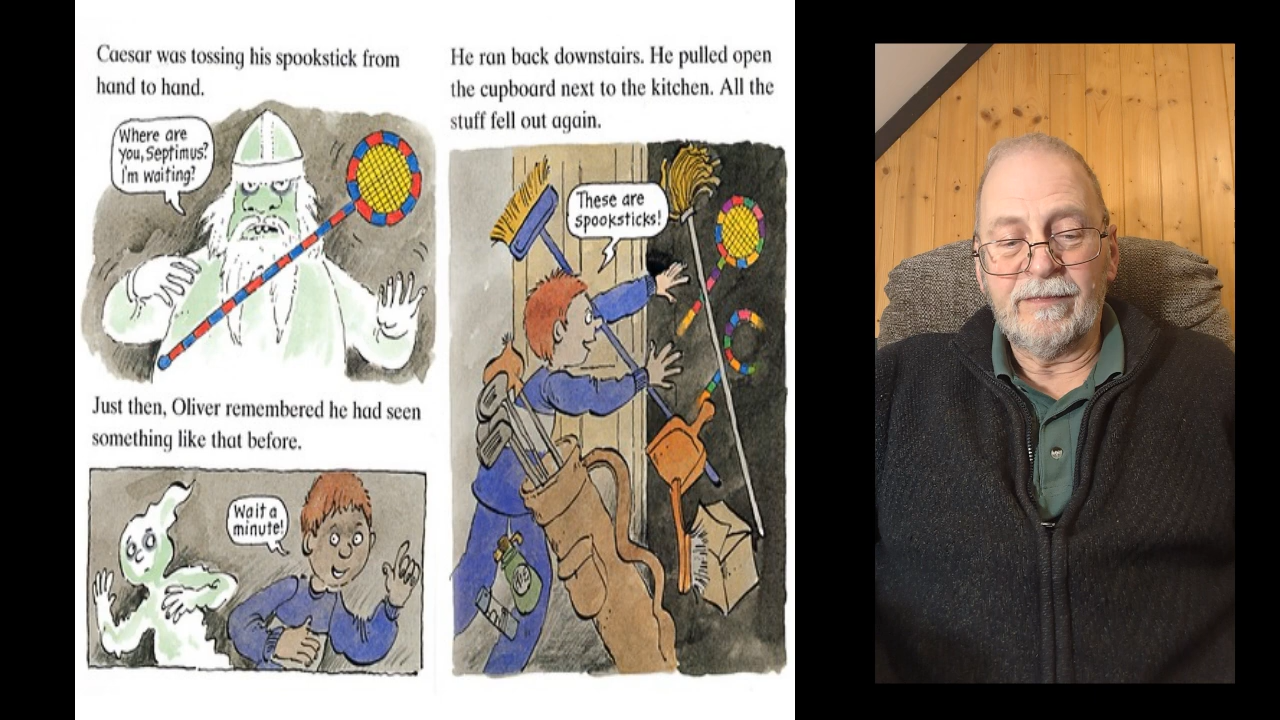 Caesar was tossing his spookstick from
hand to hand.
Where are
you, Septimus?
I'm waiting?
Just then, Oliver remembered he had seen
something like that before.
Wait a
minute!
He ran back downstairs. He pulled open
the cupboard next to the kitchen. All the
stuff fell out again.
These are
spooksticks!